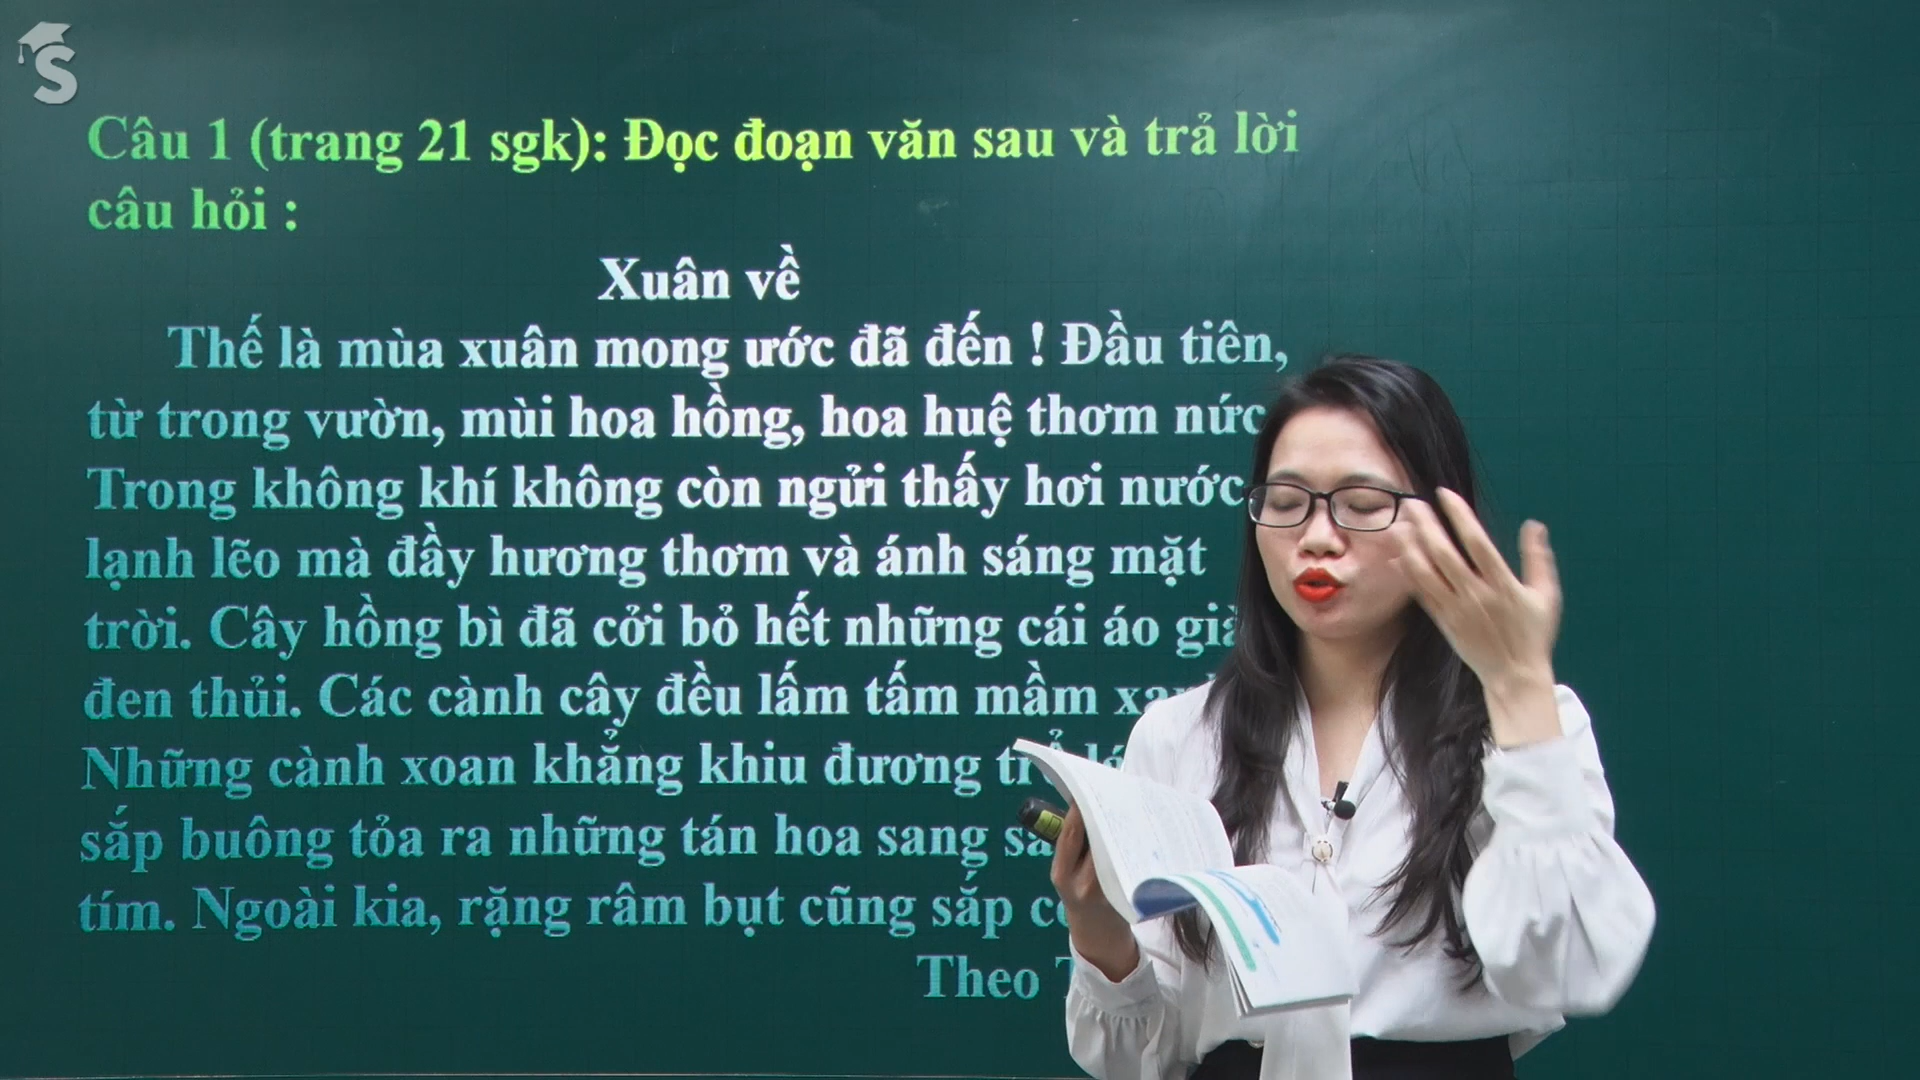 S
Câu 1 (trang 21 sgk): Đọc đoạn văn sau và trả lời
câu hỏi :
Xuân về
Thế là mùa xuân mong ước đã đến ! Đầu tiên,
từ trong vườn, mùi hoa hồng, hoa huệ thơm nức
Trong không khí không còn ngửi thấy hơi nước
lạnh lẽo mà đầy hương thơm và ánh sáng mặt
trời. Cây hồng bì đã cởi bỏ hết những cái áo
đen thủi. Các cành cây đều lấm tấm mầm
Những cành xoan khẳng khiu đương
sắp buông tỏa ra những tán hoa sang
tím. Ngoài kia, rặng râm bụt cũng sắp
Theo